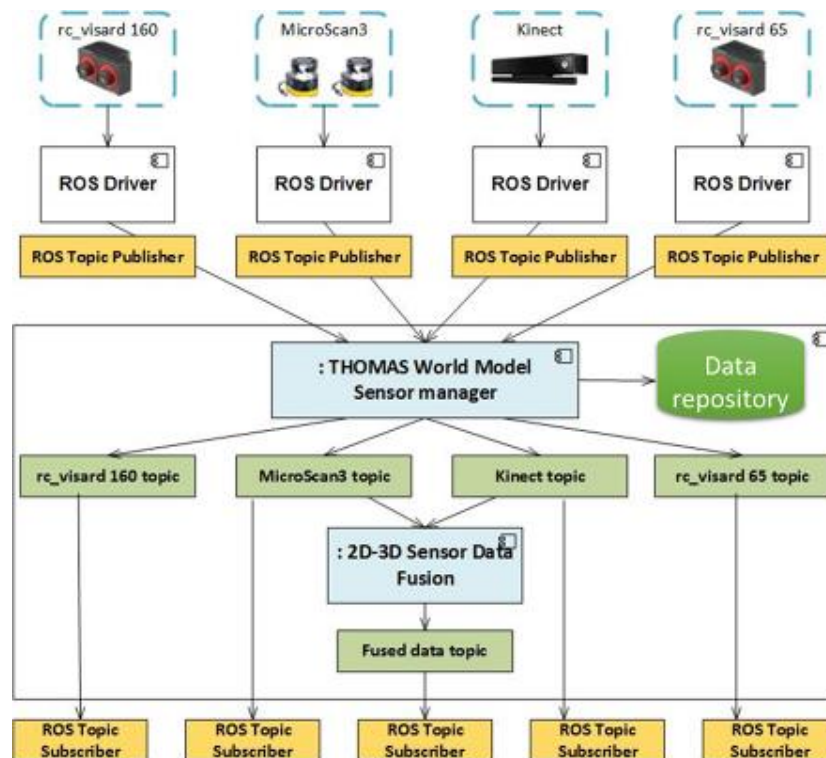 rc_visard 160
MicroScan3
Kinect
rc_visard 65
ROS Driver
ROS Driver
ROS Driver
ROS Driver
ROS Topic Publisher
ROS Topic Publisher
ROS Topic Publisher
ROS Topic Publisher
: THOMAS World Model
Sensor manager
Data
repository
rc_visard 160 topic
MicroScan3 topic
Kinect topic
rc_visard 65 topic
: 2D-3D Sensor Data
Fusion
Fused data topic
ROS Topic
Subscriber
ROS Topic
Subscriber
ROS Topic
Subscriber
ROS Topic
Subscriber
ROS Topic
Subscriber